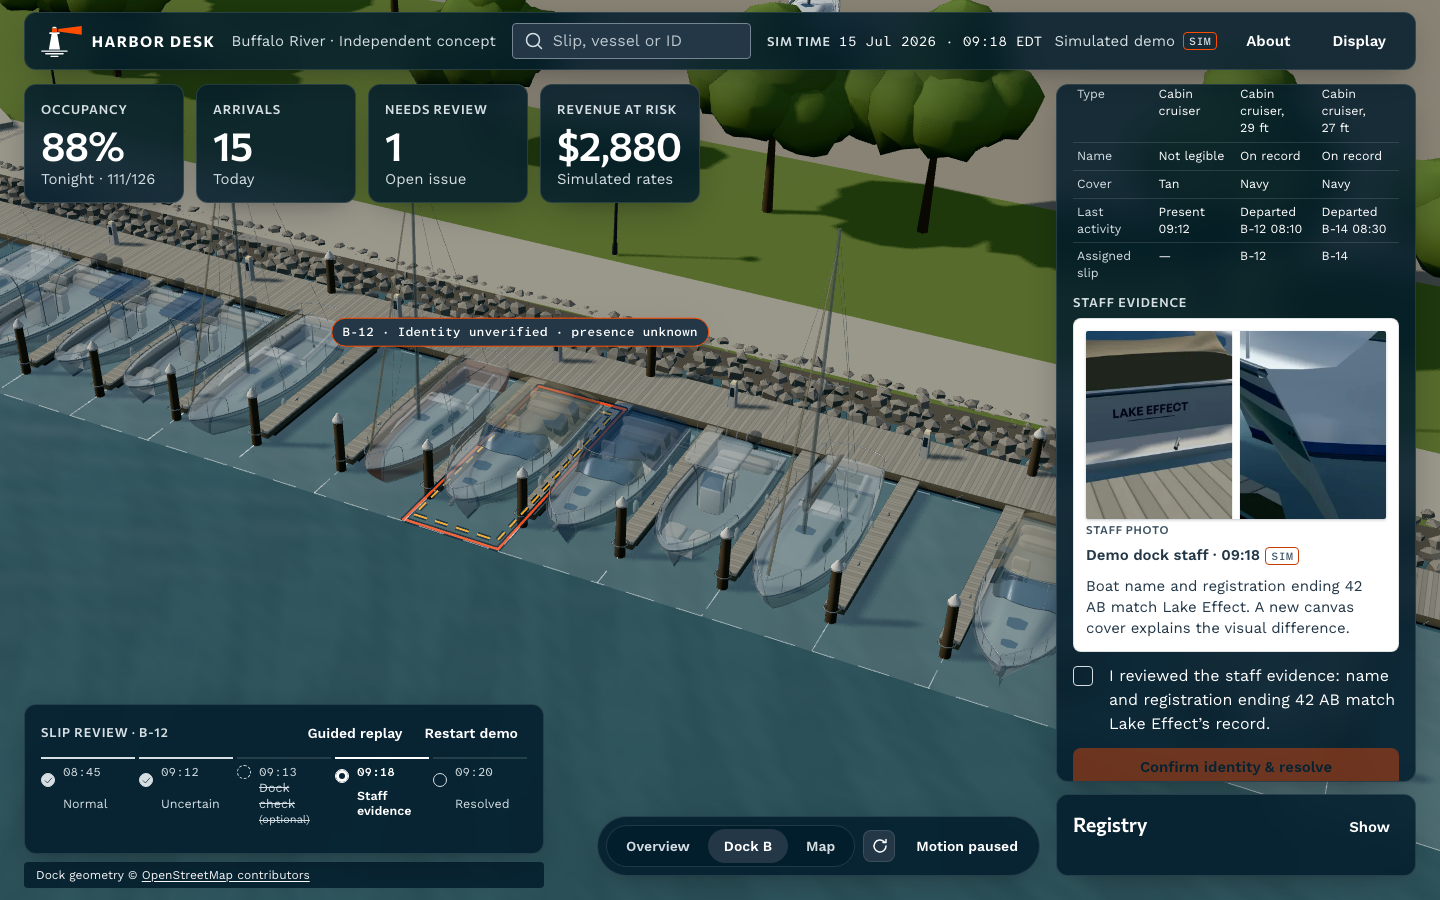 HARBOR DESK
Buffalo River · Independent concept
Slip, vessel or ID
SIM TIME 15 Jul 2026 · 09:18 EDT
Simulated demo SIM
About
Display
OCCUPANCY
88%
Tonight · 111/126
ARRIVALS
15
Today
NEEDS REVIEW
1
Open issue
REVENUE AT RISK
$2,880
Simulated rates
B-12 · Identity unverified · presence unknown
Type
Cabin
cruiser
Cabin
cruiser,
29 ft
Cabin
cruiser,
27 ft
Name
Not legible
On record
On record
Cover
Tan
Navy
Navy
Last
activity
Present
09:12
Departed
B-12 08:10
Departed
B-14 08:30
Assigned
slip
—
B-12
B-14
STAFF EVIDENCE
LAKE EFFECT
STAFF PHOTO
Demo dock staff · 09:18 SIM
Boat name and registration ending 42
AB match Lake Effect. A new canvas
cover explains the visual difference.
I reviewed the staff evidence: name
and registration ending 42 AB match
Lake Effect’s record.
Confirm identity & resolve
Registry
Show
SLIP REVIEW · B-12
Guided replay
Restart demo
08:45
Normal
09:12
Uncertain
09:13
Dock
check
(optional)
09:18
Staff
evidence
09:20
Resolved
Overview
Dock B
Map
Motion paused
Dock geometry © OpenStreetMap contributors